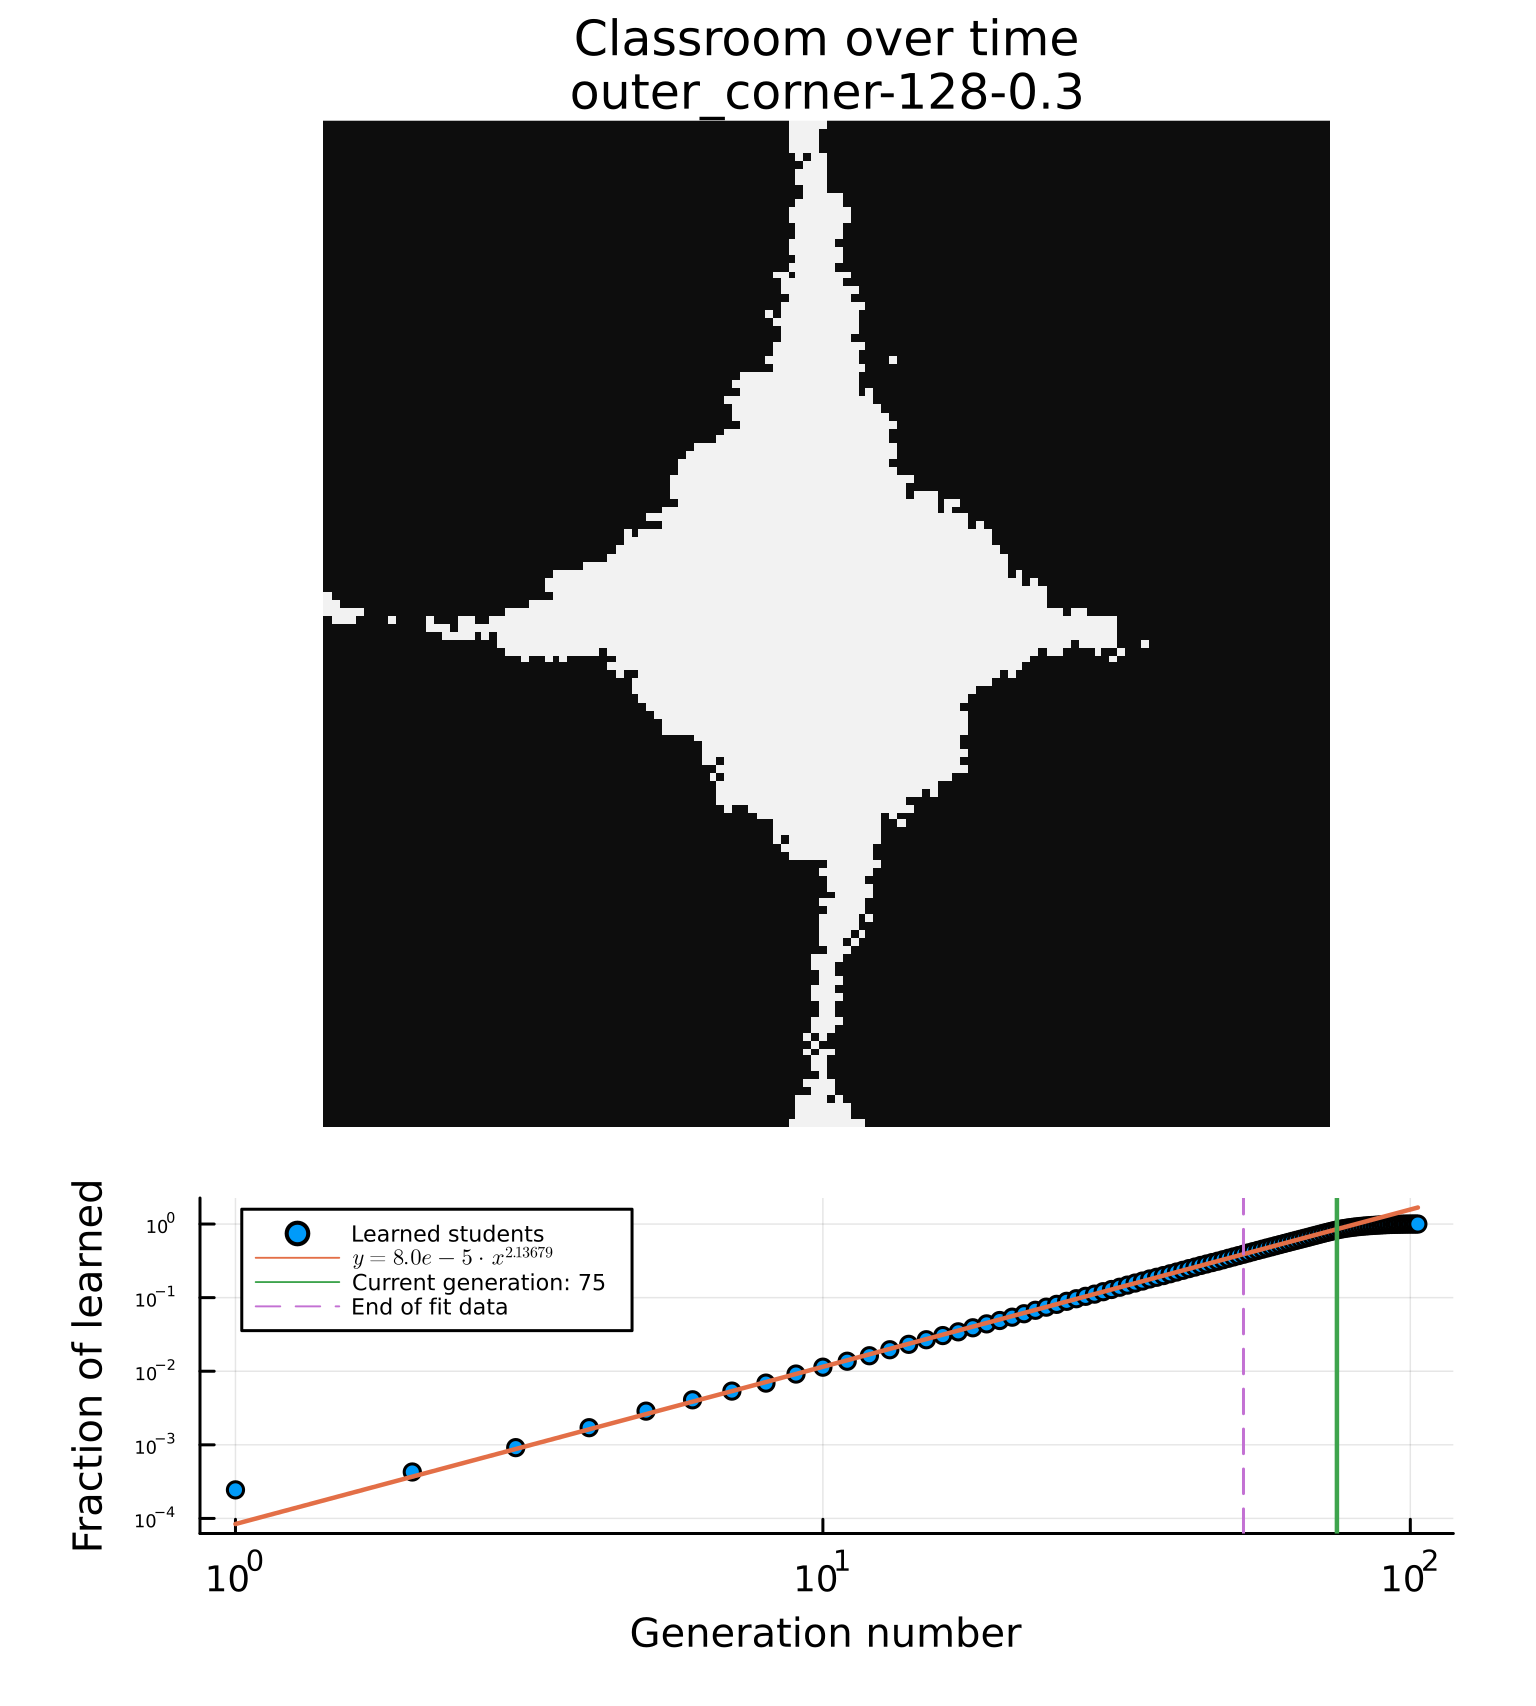 Classroom over time
outer_corner-128-0.3
Fraction of learned
10^0
10^-1
10^-2
10^-3
10^-4
Learned students
y = 8.0e − 5 · x^2.13679
Current generation: 75
End of fit data
10^0 10^1 10^2
Generation number